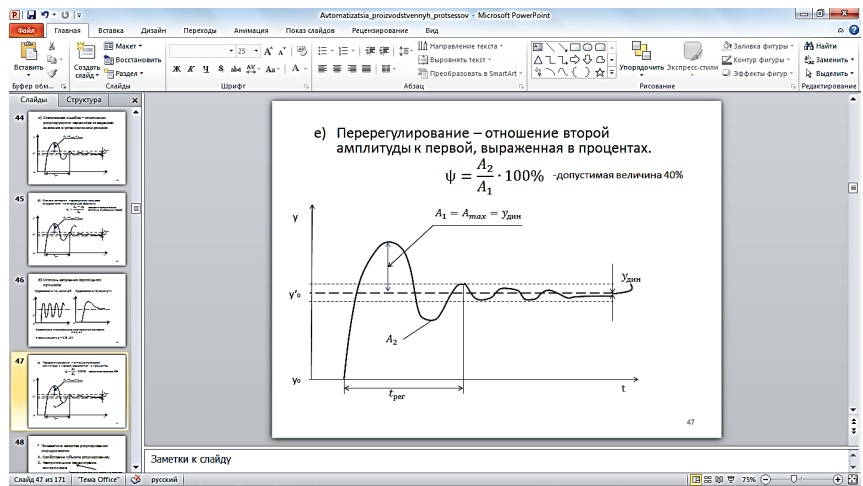 Avtomatizatsia_proizvodstvennyh_protsessov - Microsoft PowerPoint
Файл Главная Вставка Дизайн Переходы Анимация Показ слайдов Рецензирование Вид
Вставить
Буфер обм...
Создать слайд
Макет
Восстановить
Раздел
Слайды
25
Ж К Ч S abc AV Aa A
Шрифт
Направление текста
Выровнять текст
Преобразовать в SmartArt
Абзац
Упорядочить Экспресс-стили
Заливка фигуры
Контур фигуры
Эффекты фигур
Рисование
Найти
Заменить
Выделить
Редактирование
Слайды Структура
44
45
46
47
48
е) Перерегулирование – отношение второй
амплитуды к первой, выраженная в процентах.
ψ = A₂/A₁ · 100% -допустимая величина 40%
y
A₁ = Amax = yдин
yдин
y'₀
A₂
y₀
tрег
t
47
Заметки к слайду
Слайд 47 из 171 "Тема Office" русский 75%